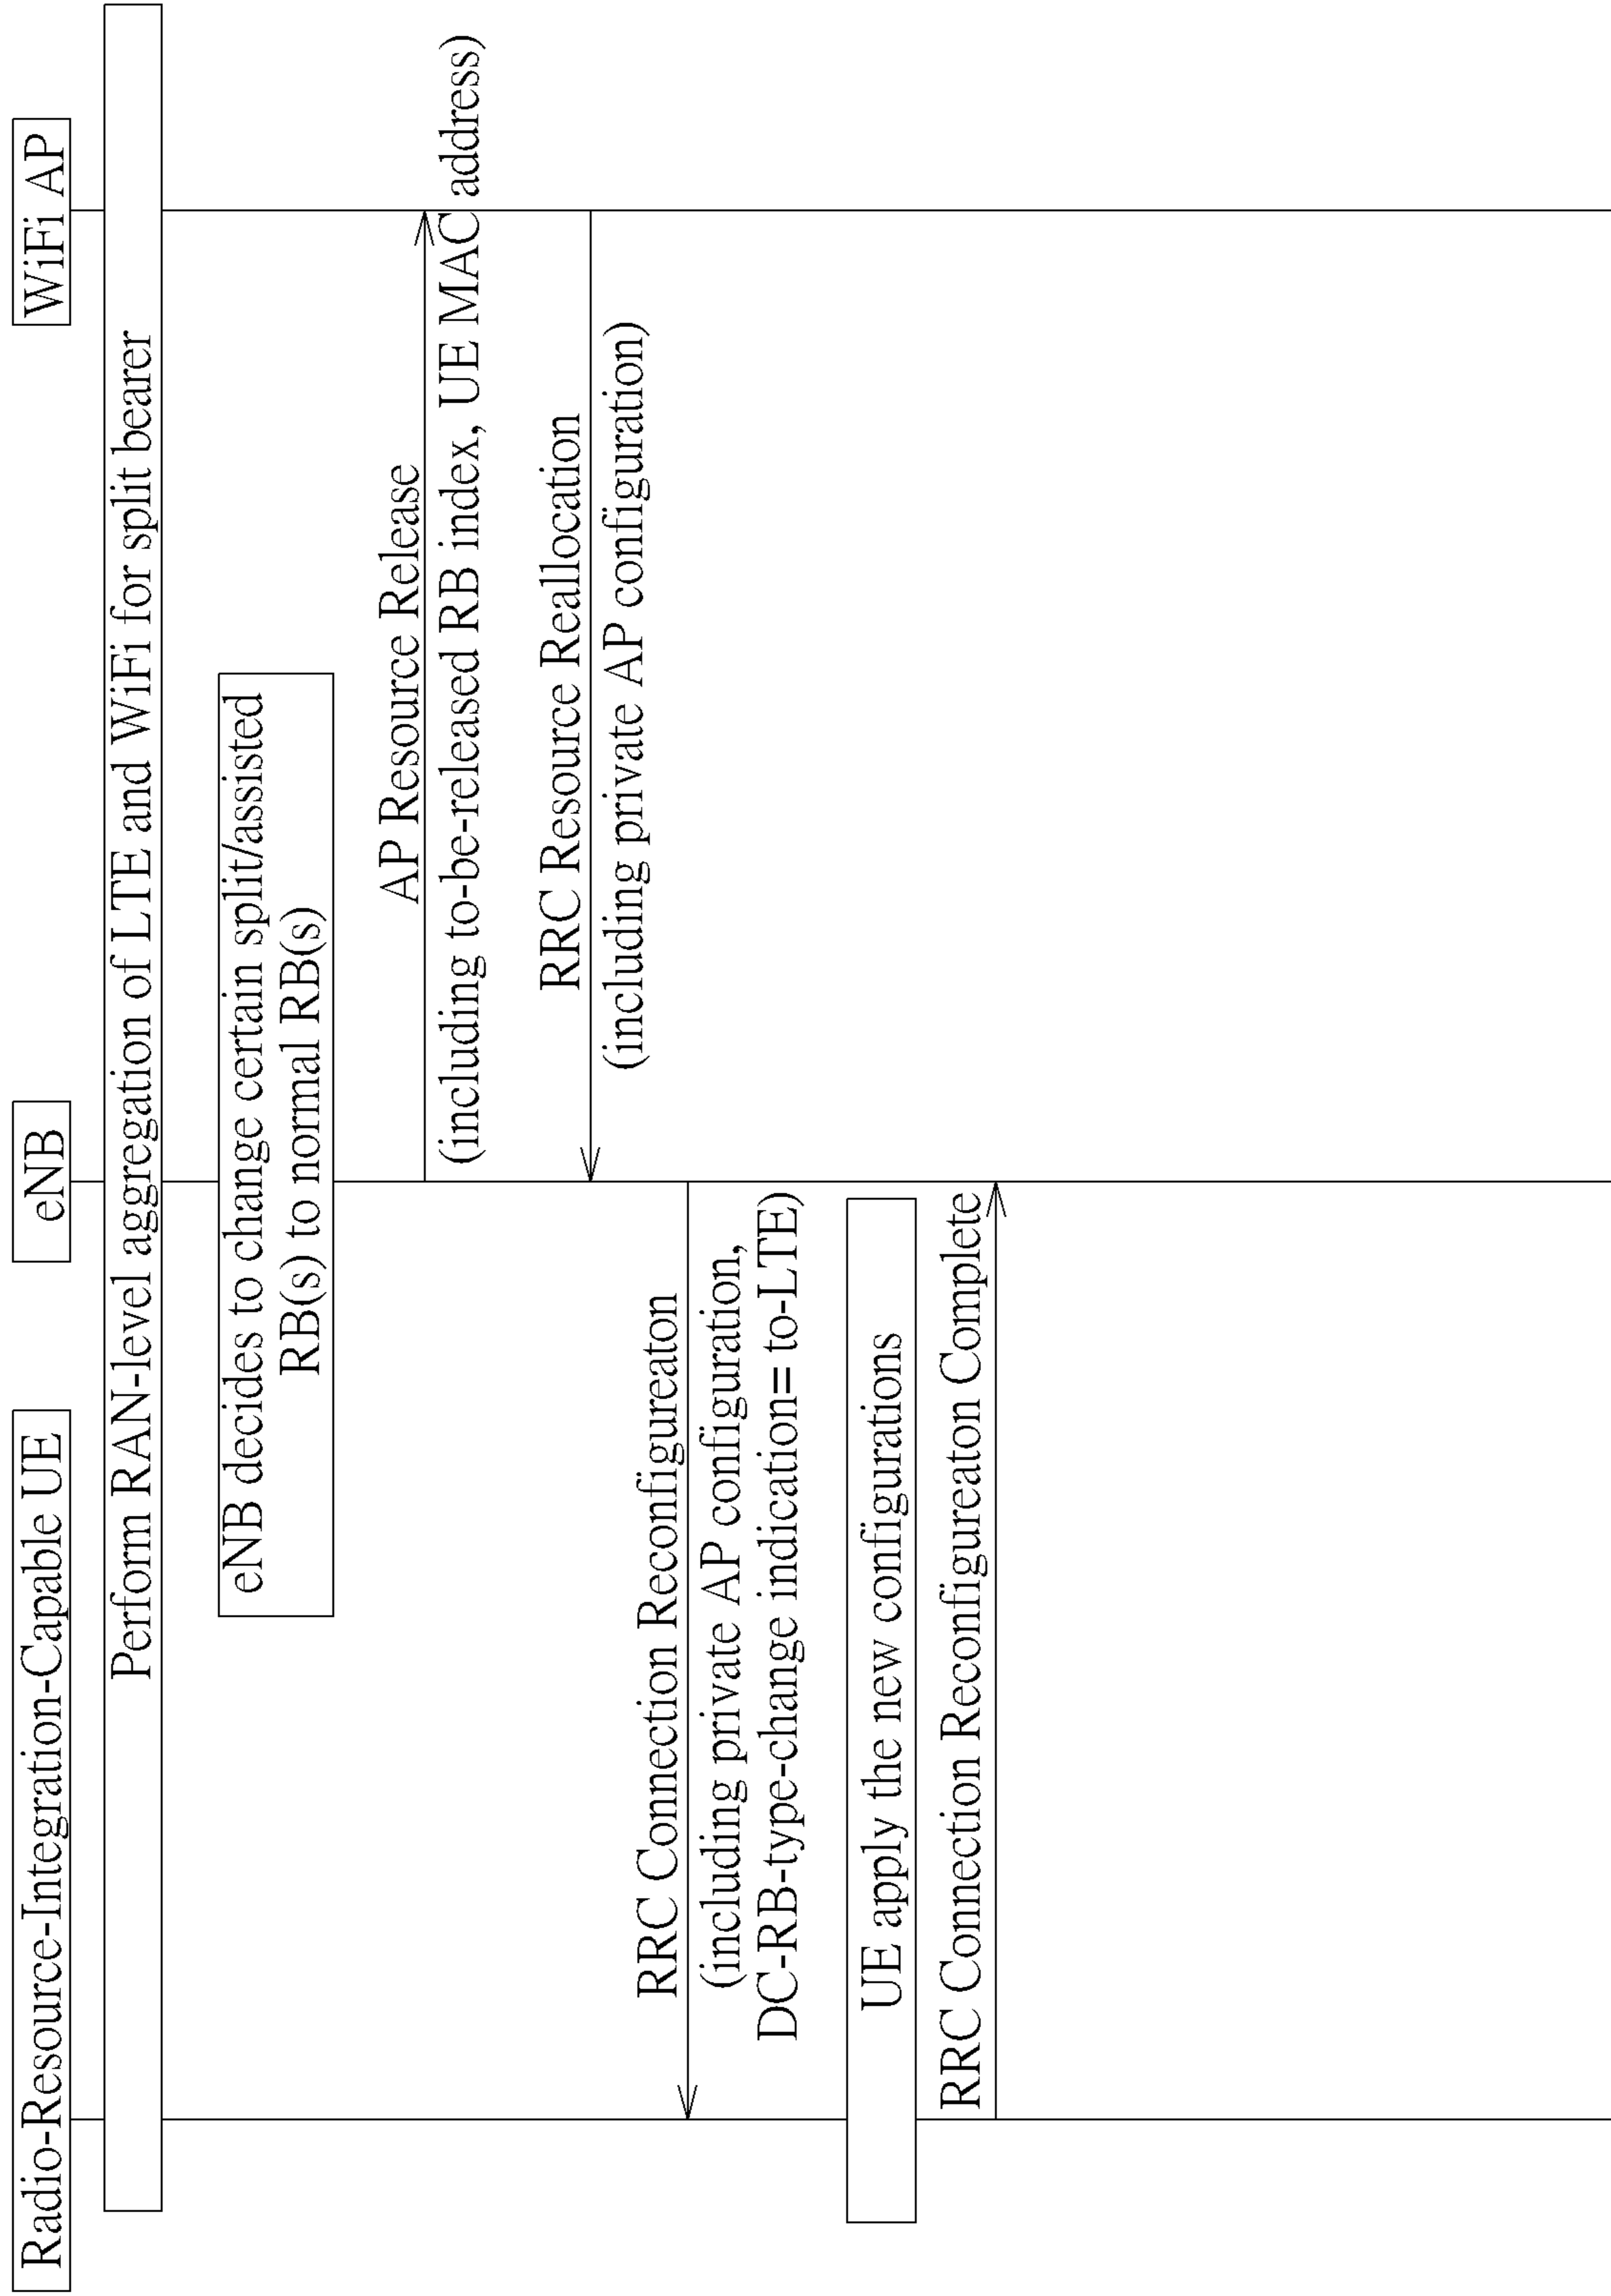 Radio-Resource-Integration-Capable UE
eNB
WiFi AP
Perform RAN-level aggregation of LTE and WiFi for split bearer
eNB decides to change certain split/assisted
RB(s) to normal RB(s)
AP Resource Release
(including to-be-released RB index, UE MAC address)
RRC Resource Reallocation
(including private AP configuration)
RRC Connection Reconfigureaton
(including private AP configuration,
DC-RB-type-change indication= to-LTE)
UE apply the new configurations
RRC Connection Reconfigureaton Complete